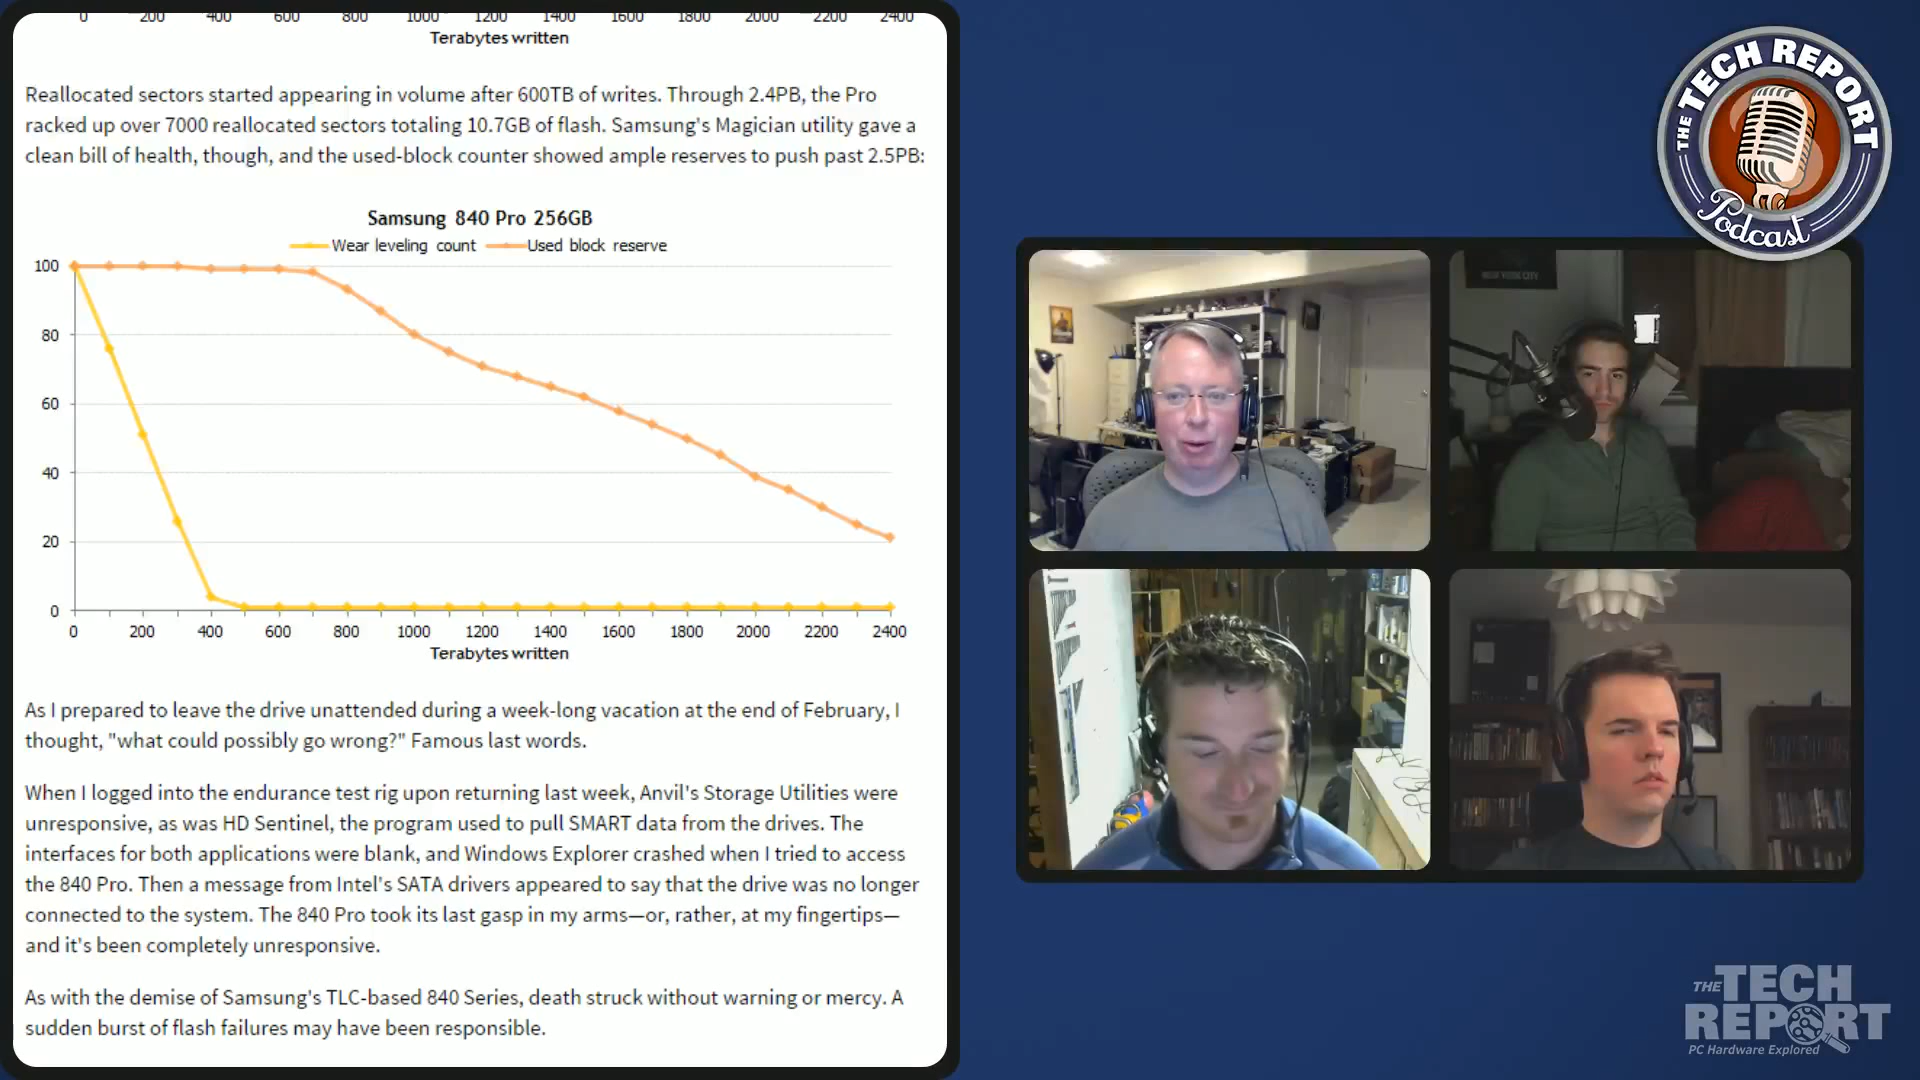 0 200 400 600 800 1000 1200 1400 1600 1800 2000 2200 2400
Terabytes written
Reallocated sectors started appearing in volume after 600TB of writes. Through 2.4PB, the Pro
racked up over 7000 reallocated sectors totaling 10.7GB of flash. Samsung's Magician utility gave a
clean bill of health, though, and the used-block counter showed ample reserves to push past 2.5PB:
Samsung 840 Pro 256GB
Wear leveling count Used block reserve
100
80
60
40
20
0
0 200 400 600 800 1000 1200 1400 1600 1800 2000 2200 2400
Terabytes written
As I prepared to leave the drive unattended during a week-long vacation at the end of February, I
thought, "what could possibly go wrong?" Famous last words.
When I logged into the endurance test rig upon returning last week, Anvil's Storage Utilities were
unresponsive, as was HD Sentinel, the program used to pull SMART data from the drives. The
interfaces for both applications were blank, and Windows Explorer crashed when I tried to access
the 840 Pro. Then a message from Intel's SATA drivers appeared to say that the drive was no longer
connected to the system. The 840 Pro took its last gasp in my arms—or, rather, at my fingertips—
and it's been completely unresponsive.
As with the demise of Samsung's TLC-based 840 Series, death struck without warning or mercy. A
sudden burst of flash failures may have been responsible.
THE TECH REPORT
Podcast
NEW YORK CITY
THE TECH
REPORT
PC Hardware Explored